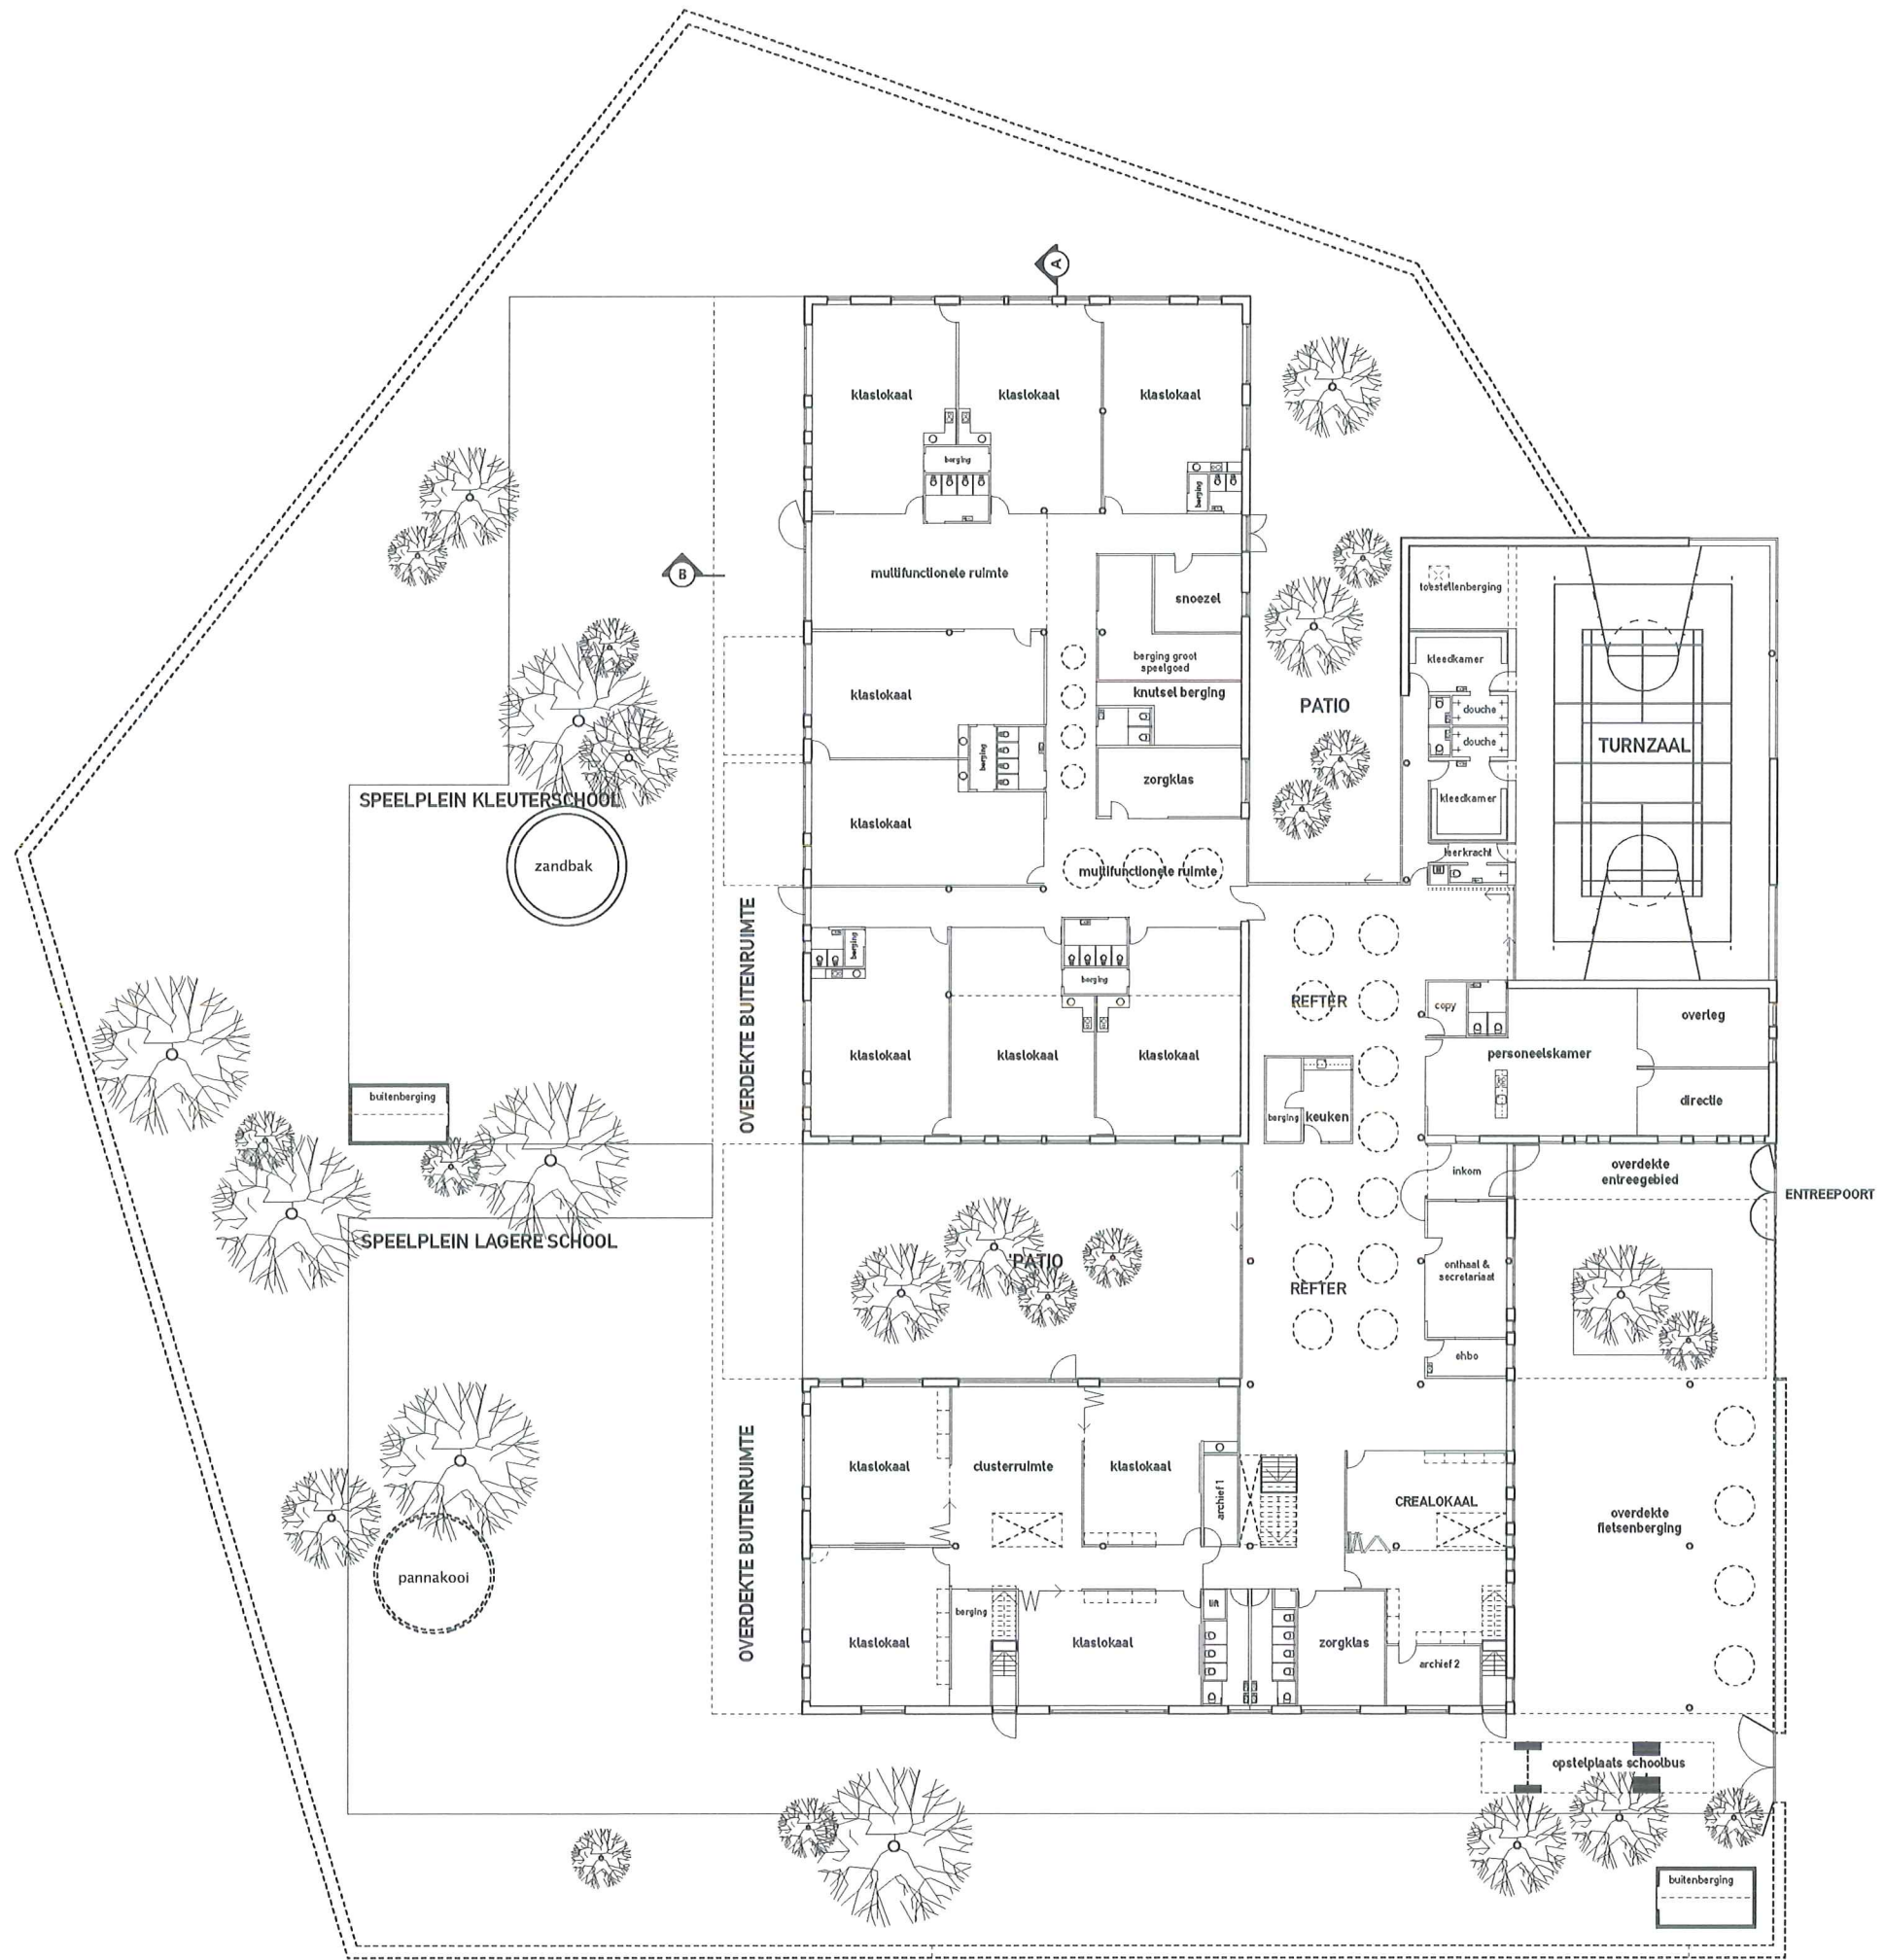 A
klaslokaal
klaslokaal
klaslokaal
berging
berging
B
multifunctionele ruimte
snoezel
toestellenberging
berging groot
speelgoed
kleedkamer
klaslokaal
knutsel berging
PATIO
douche
douche
TURNZAAL
berging
zorgklas
kleedkamer
SPEELPLEIN KLEUTERSCHOOL
klaslokaal
leerkracht
zandbak
multifunctionele ruimte
OVERDEKTE BUITENRUIMTE
berging
berging
REFTER
copy
overleg
klaslokaal
klaslokaal
klaslokaal
personeelskamer
buitenberging
berging
keuken
directie
inkom
overdekte
entreegebied
ENTREEPOORT
SPEELPLEIN LAGERE SCHOOL
PATIO
REFTER
onthaal &
secretariaat
ehbo
OVERDEKTE BUITENRUIMTE
klaslokaal
clusterruimte
klaslokaal
archief 1
CREALOKAAL
overdekte
fietsenberging
pannakooi
berging
lift
klaslokaal
klaslokaal
zorgklas
archief 2
opstelplaats schoolbus
buitenberging